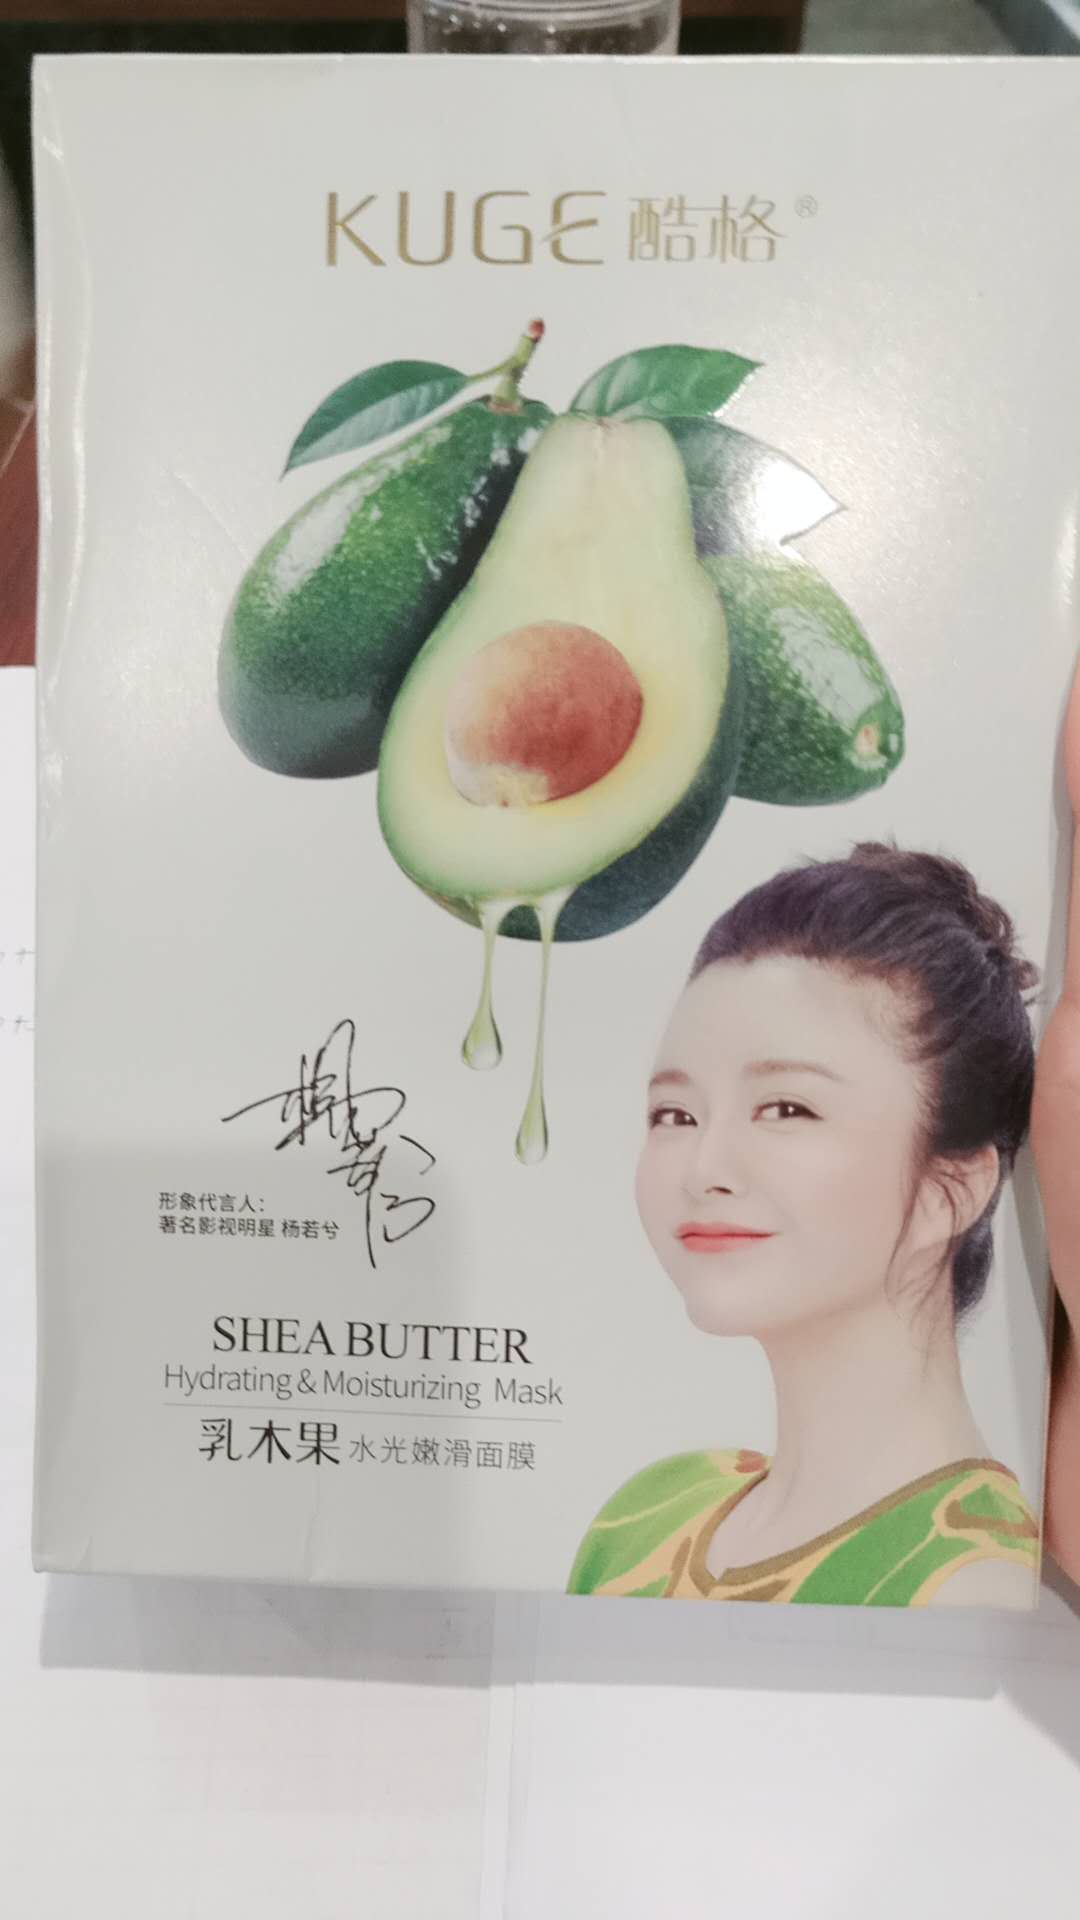 KUGE 酷格®
形象代言人：
著名影视明星 杨若兮
SHEA BUTTER
Hydrating & Moisturizing Mask
乳木果 水光嫩滑面膜